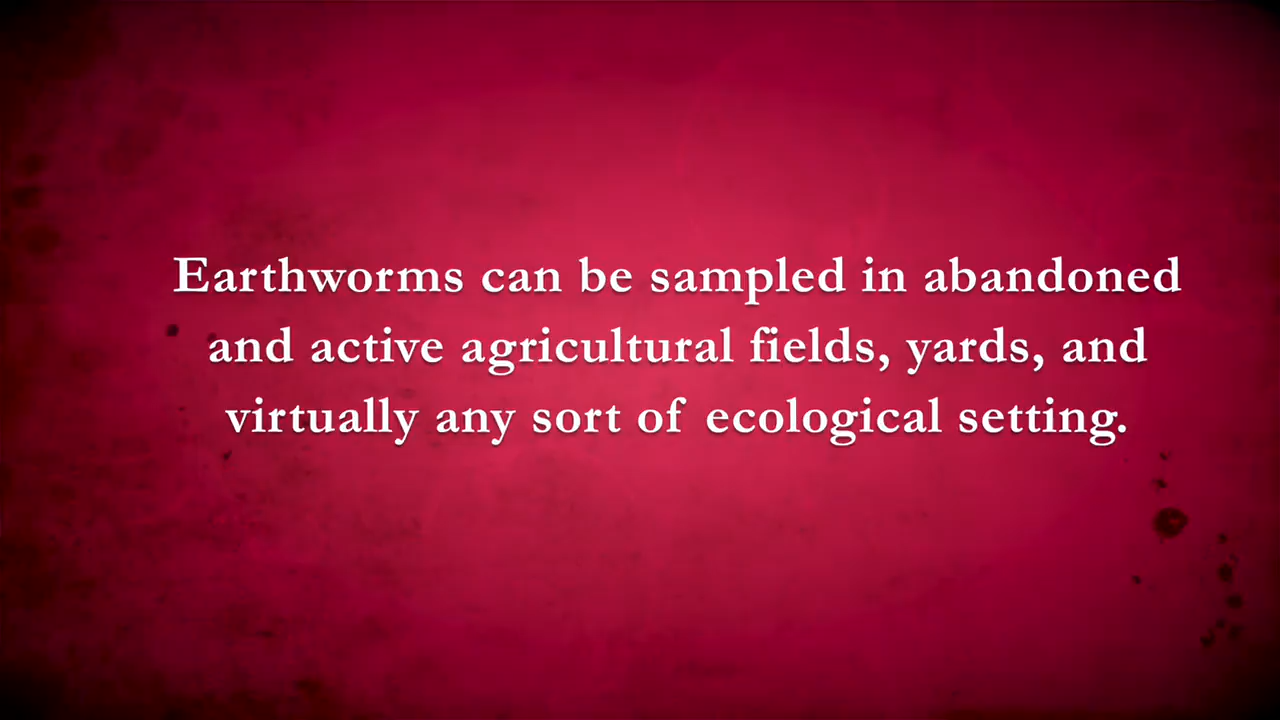 Earthworms can be sampled in abandoned
and active agricultural fields, yards, and
virtually any sort of ecological setting.